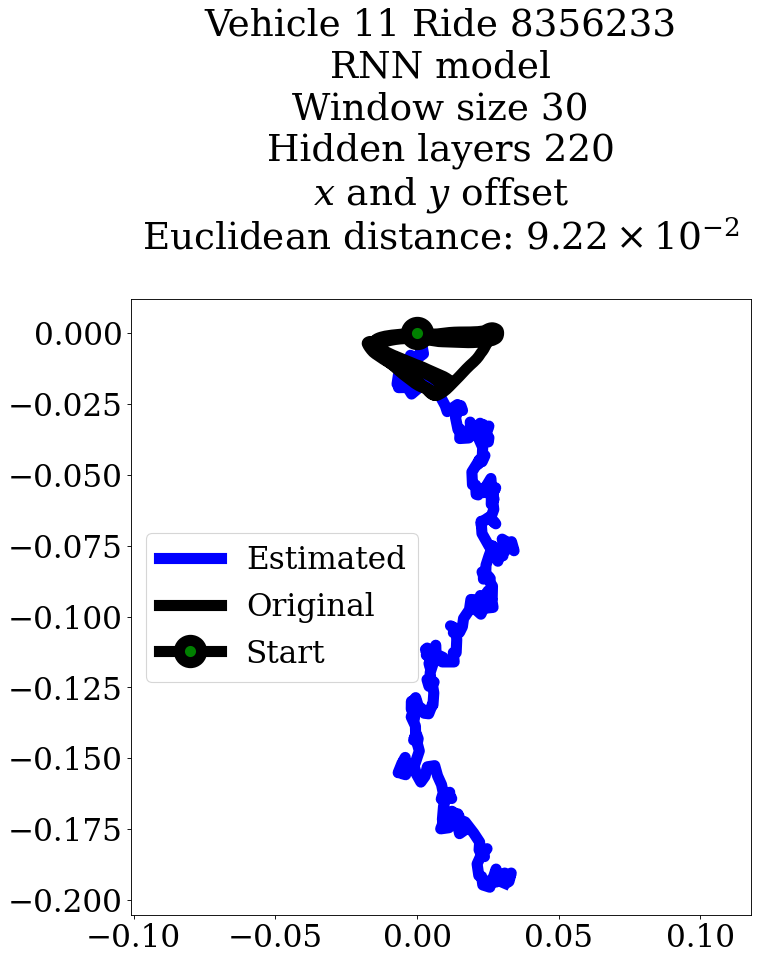 Vehicle 11 Ride 8356233
RNN model
Window size 30
Hidden layers 220
x and y offset
Euclidean distance: 9.22 × 10⁻²
0.000
−0.025
−0.050
−0.075
−0.100
−0.125
−0.150
−0.175
−0.200
Estimated
Original
Start
−0.10
−0.05
0.00
0.05
0.10